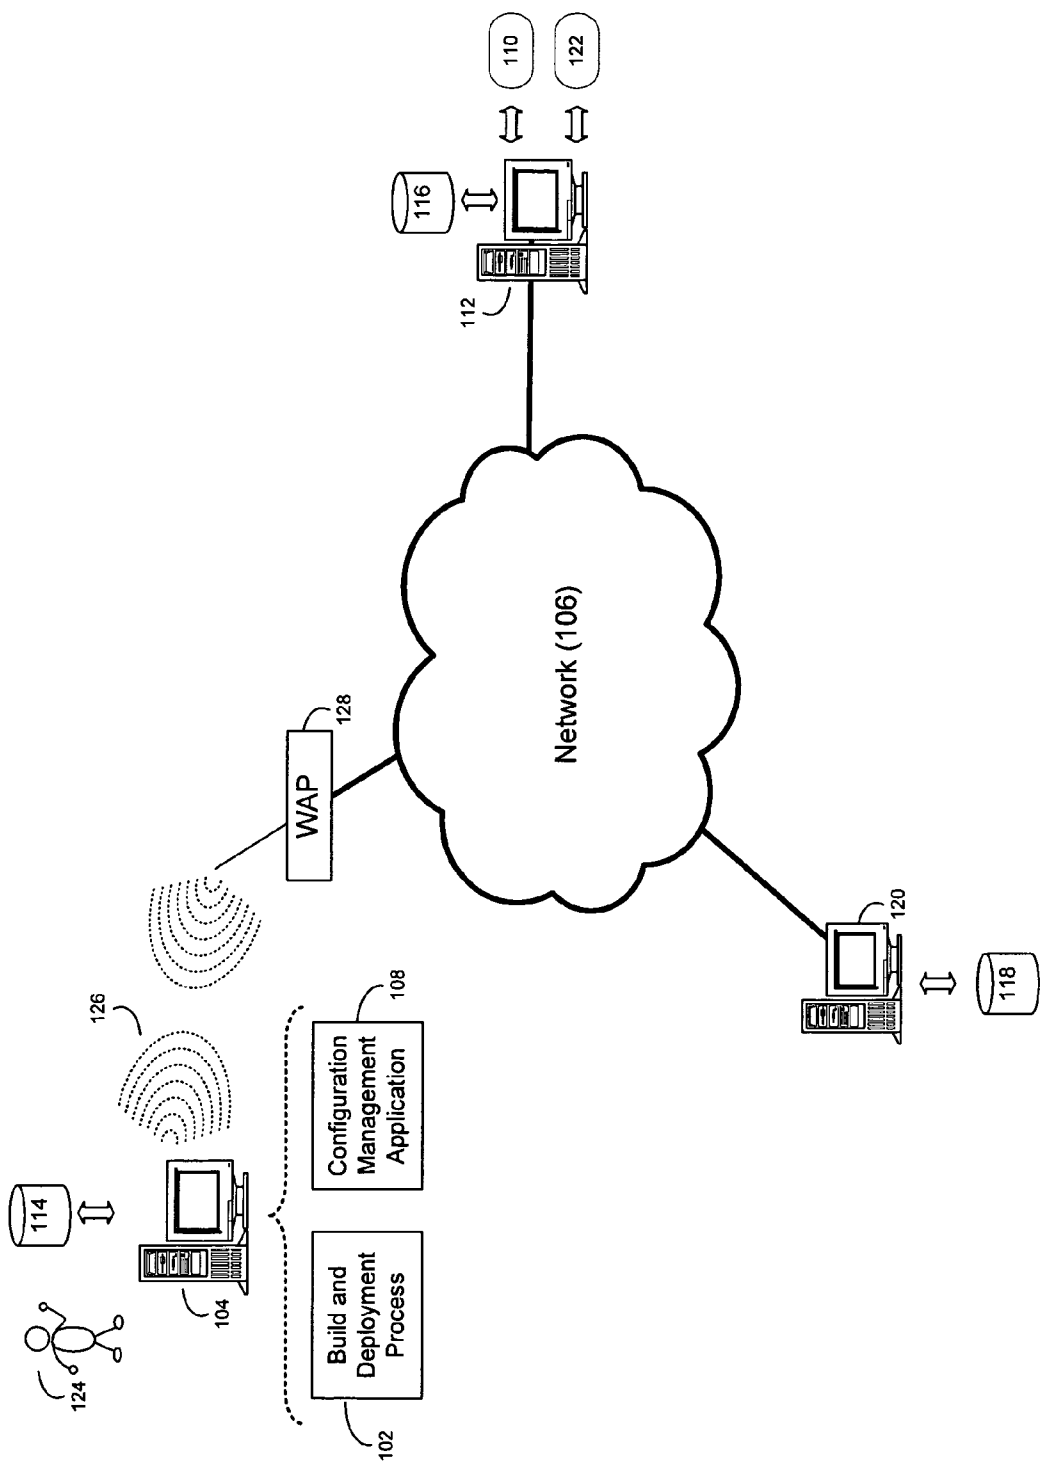 124
114
104
126
Build and
Deployment
Process
102
Configuration
Management
Application
108
WAP
128
Network (106)
120
118
112
116
110
122